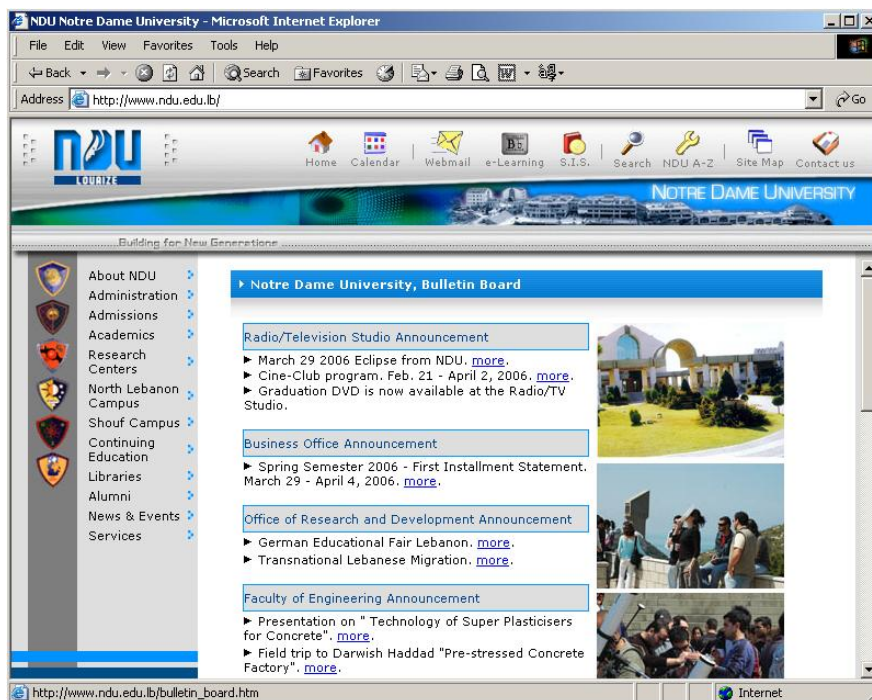 NDU Notre Dame University - Microsoft Internet Explorer
File Edit View Favorites Tools Help
Back Search Favorites
Address http://www.ndu.edu.lb/ Go
NDU
LOUAIZE
Home Calendar Webmail e-Learning S.I.S. Search NDU A-Z Site Map Contact us
NOTRE DAME UNIVERSITY
Building for New Generations
About NDU
Administration
Admissions
Academics
Research
Centers
North Lebanon
Campus
Shouf Campus
Continuing
Education
Libraries
Alumni
News & Events
Services
Notre Dame University, Bulletin Board
Radio/Television Studio Announcement
► March 29 2006 Eclipse from NDU. more.
► Cine-Club program. Feb. 21 - April 2, 2006. more.
► Graduation DVD is now available at the Radio/TV
Studio.
Business Office Announcement
► Spring Semester 2006 - First Installment Statement.
March 29 - April 4, 2006. more.
Office of Research and Development Announcement
► German Educational Fair Lebanon. more.
► Transnational Lebanese Migration. more.
Faculty of Engineering Announcement
► Presentation on " Technology of Super Plasticisers
for Concrete". more.
► Field trip to Darwish Haddad "Pre-stressed Concrete
Factory". more.
http://www.ndu.edu.lb/bulletin_board.htm Internet